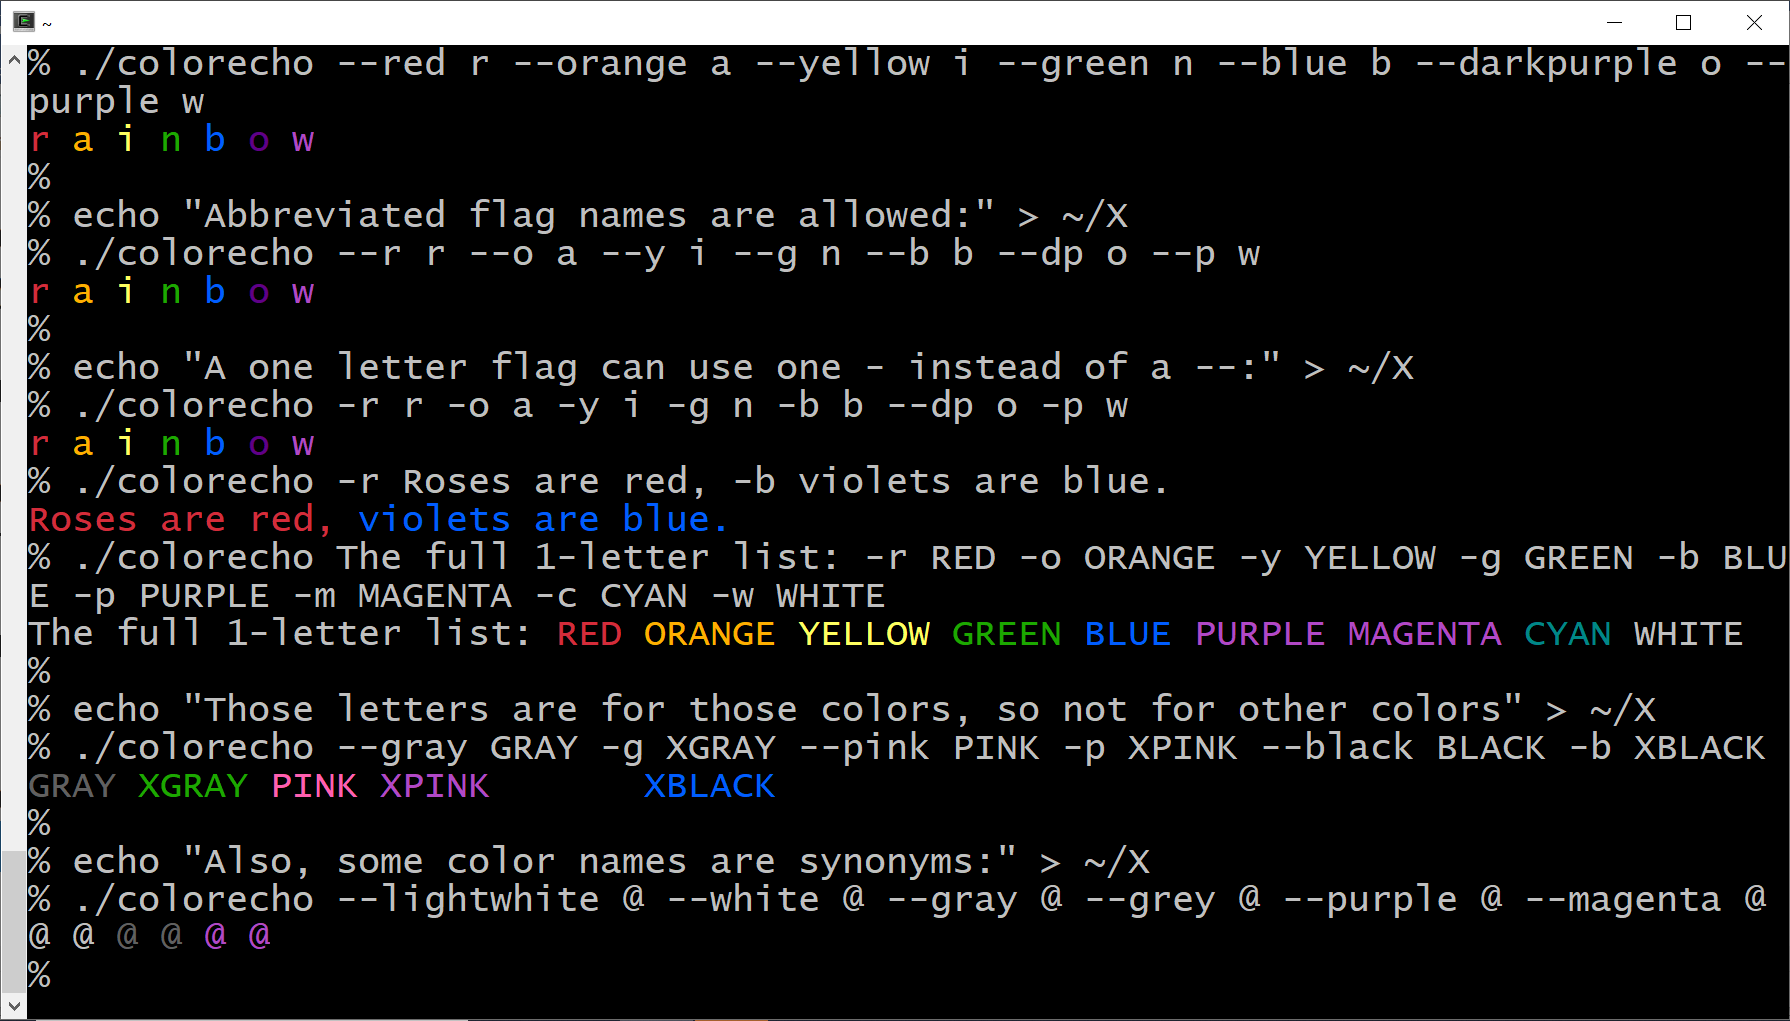 ~
% ./colorecho --red r --orange a --yellow i --green n --blue b --darkpurple o --
purple w
r a i n b o w
%
% echo "Abbreviated flag names are allowed:" > ~/X
% ./colorecho --r r --o a --y i --g n --b b --dp o --p w
r a i n b o w
%
% echo "A one letter flag can use one - instead of a --:" > ~/X
% ./colorecho -r r -o a -y i -g n -b b --dp o -p w
r a i n b o w
% ./colorecho -r Roses are red, -b violets are blue.
Roses are red, violets are blue.
% ./colorecho The full 1-letter list: -r RED -o ORANGE -y YELLOW -g GREEN -b BLU
E -p PURPLE -m MAGENTA -c CYAN -w WHITE
The full 1-letter list: RED ORANGE YELLOW GREEN BLUE PURPLE MAGENTA CYAN WHITE
%
% echo "Those letters are for those colors, so not for other colors" > ~/X
% ./colorecho --gray GRAY -g XGRAY --pink PINK -p XPINK --black BLACK -b XBLACK
GRAY XGRAY PINK XPINK       XBLACK
%
% echo "Also, some color names are synonyms:" > ~/X
% ./colorecho --lightwhite @ --white @ --gray @ --grey @ --purple @ --magenta @
@ @ @ @ @ @
%